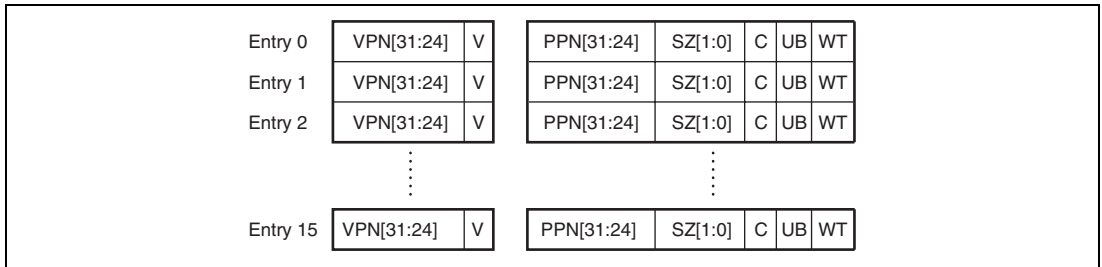 Entry 0 VPN[31:24] V PPN[31:24] SZ[1:0] C UB WT
Entry 1 VPN[31:24] V PPN[31:24] SZ[1:0] C UB WT
Entry 2 VPN[31:24] V PPN[31:24] SZ[1:0] C UB WT
Entry 15 VPN[31:24] V PPN[31:24] SZ[1:0] C UB WT